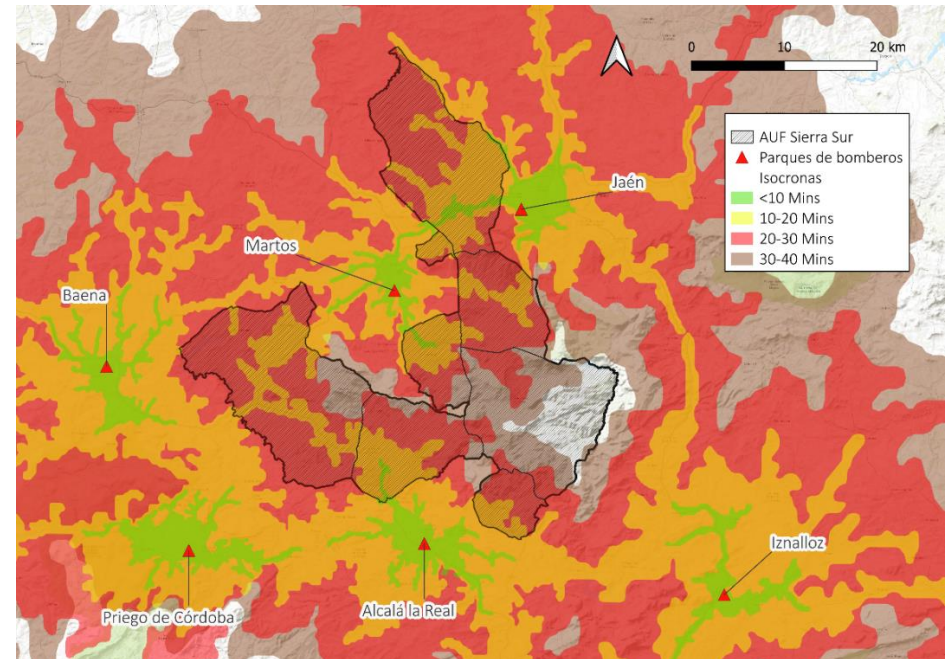 0 10 20 km
AUF Sierra Sur
Parques de bomberos
Isocronas
<10 Mins
10-20 Mins
20-30 Mins
30-40 Mins
Jaén
Martos
Baena
Iznalloz
Priego de Córdoba
Alcalá la Real